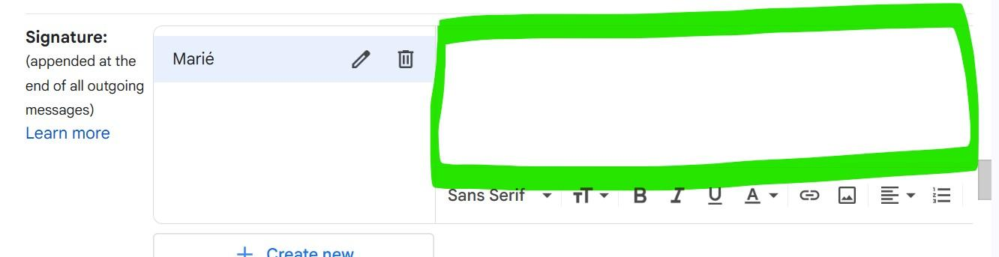 Signature:
(appended at the
end of all outgoing
messages)
Learn more
Marié
Sans Serif
B I U A
Create new